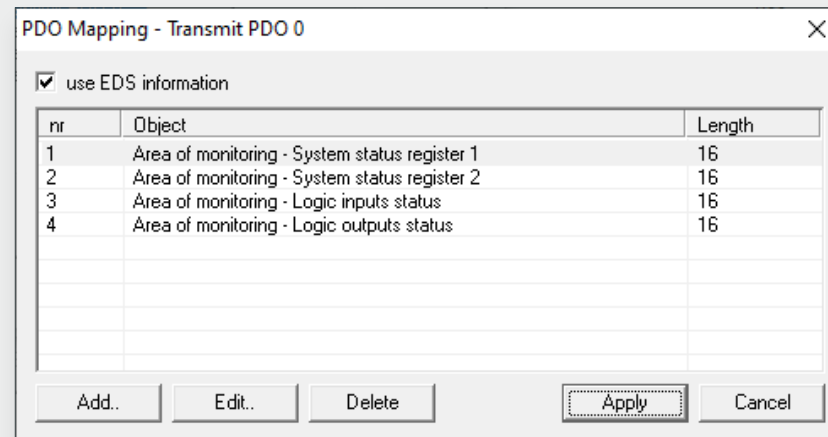 PDO Mapping - Transmit PDO 0
use EDS information
nr Object Length
1 Area of monitoring - System status register 1 16
2 Area of monitoring - System status register 2 16
3 Area of monitoring - Logic inputs status 16
4 Area of monitoring - Logic outputs status 16
Add.. Edit.. Delete Apply Cancel